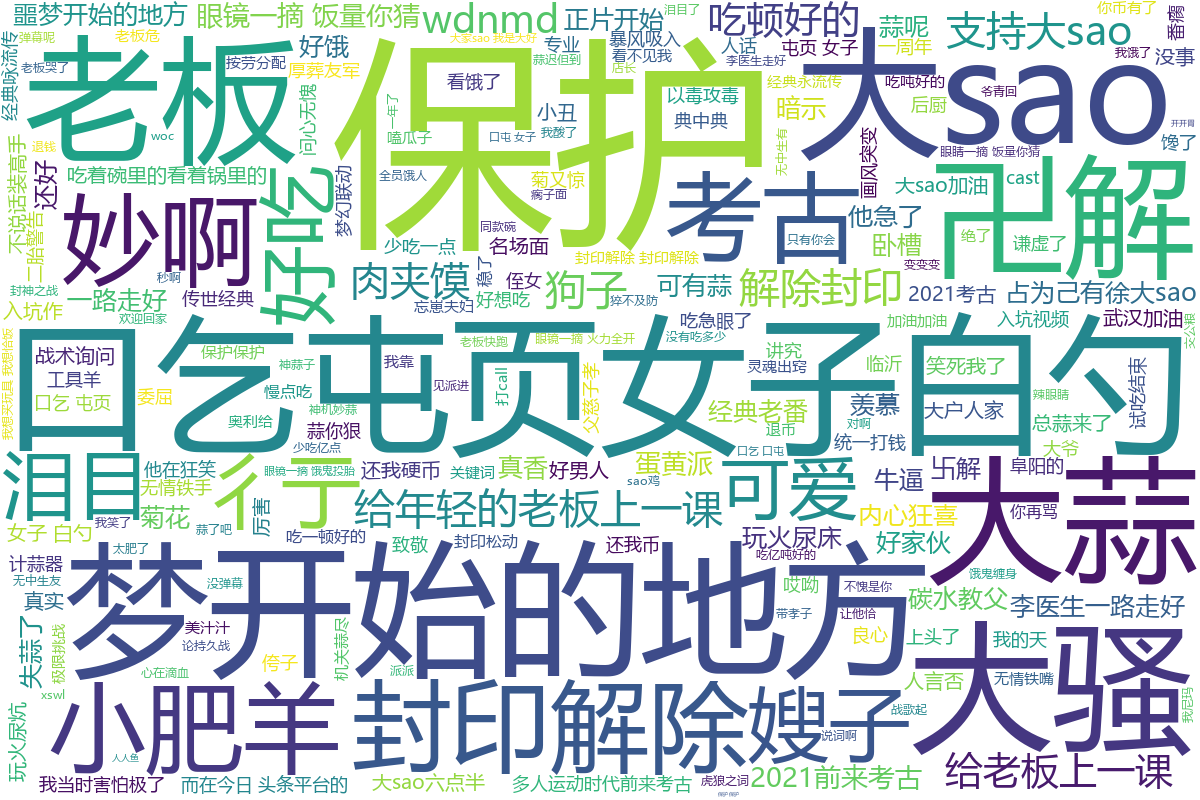 噩梦开始的地方
眼镜一摘 饭量你猜
wdnmd
正片开始
吃顿好的
蒜呢
支持大sao
番薯
你币有了
弹幕呢
老板危
大家sao 我是大好
泪目了
经典咏流传
老板哭了
好饿
按劳分配
厚葬友军
专业
蒜迟但到
暴风吸入
看不见我
人话
屯页 女子
李医生走好
一周年
没事
我饿了
店长
老板
保护
大sao
看饿了
以毒攻毒
典中典
经典永流传
暗示
吃吨好的
后厨
爷青回
小丑
我酸了
一年了
嗑瓜子
口屯 女子
无中生有
开开胃
馋了
woc
退钱
问心无愧
不说话装高手
吃着碗里的看着锅里的
还好
好吃
梦幻联动
全员饿人
菊又惊
痫子面
考古
画风突变
眼睛一摘 饭量你猜
大sao加油
cast
卍解
他急了
妙啊
二胎警告
同款碗
少吃一点
名场面
只有你会
卧槽
绝了
谦虚了
封印解除 封印解除
秒啊
稳了
肉夹馍
侄女
狗子
可有蒜
解除封印
变变变
2021考古
占为己有徐大sao
封神之战
一路走好
传世经典
好想吃
忘崽夫妇
猝不及防
入坑作
欢迎回家
吃急眼了
加油加油
入坑视频
武汉加油
老板快跑
眼镜一摘 火力全开
没有吃多少
战术询问
工具羊
保护保护
神蒜子
我靠
讲究
灵魂出窍
临沂
笑死我了
口乞屯页女子白勺
试吃结束
口乞 屯页
委屈
慢点吃
见派进
打call
父慈子孝
辣眼睛
奥利给
神机妙蒜
经典老番
羡慕
大户人家
总蒜来了
蒜你狠
少吃亿点
口乞 口屯
退币
对啊
统一打钱
大爷
泪目
他在狂笑
眼镜一摘 饿鬼投胎
还我硬币
关键词
真香
好男人
蛋黄派
牛逼
卐解
阜阳的
无情铁手
彳亍
sao鸡
可爱
大蒜
菊花
厉害
给年轻的老板上一课
内心狂喜
你再骂
女子 白勺
我笑了
蒜了吧
吃一顿好的
致敬
封印松动
还我币
玩火尿床
好家伙
计蒜器
太肥了
吃亿吨好的
饿鬼缠身
无中生友
没弹幕
梦开始的地方
哎呦
不愧是你
碳水教父
真实
美汁汁
带孝子
让他恰
李医生一路走好
失蒜了
极限挑战
论持久战
机关蒜尽
良心
上头了
我的天
侉子
心在滴血
派派
人言否
无情铁嘴
大骚
xswl
小肥羊
封印解除
嫂子
战歌起
说词啊
我尼玛
玩火尿炕
人人鱼
给老板上一课
我当时害怕极了
而在今日 头条平台的
大sao六点半
多人运动时代前来考古
虎狼之词
2021前来考古